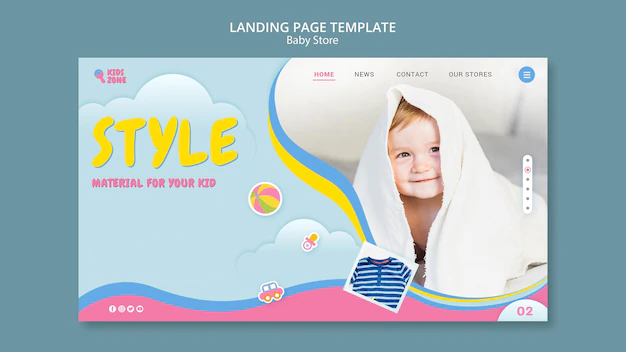 LANDING PAGE TEMPLATE
Baby Store
KIDS
ZONE
HOME NEWS CONTACT OUR STORES
STYLE
MATERIAL FOR YOUR KID
02